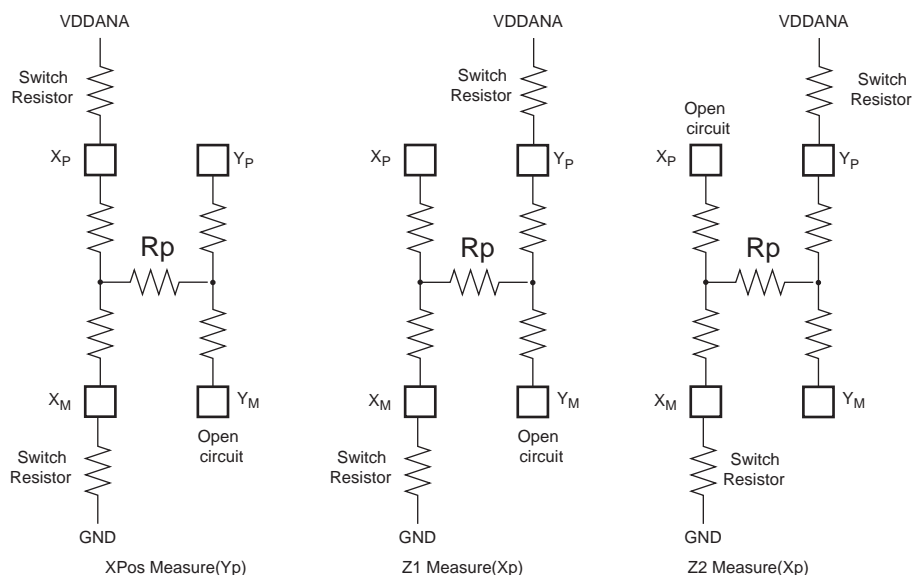 VDDANA
Switch
Resistor
XP
YP
Rp
XM
YM
Open
circuit
Switch
Resistor
GND
XPos Measure(Yp)
VDDANA
Switch
Resistor
XP
YP
Rp
XM
YM
Open
circuit
Switch
Resistor
GND
Z1 Measure(Xp)
VDDANA
Switch
Resistor
Open
circuit
XP
YP
Rp
XM
YM
Switch
Resistor
GND
Z2 Measure(Xp)